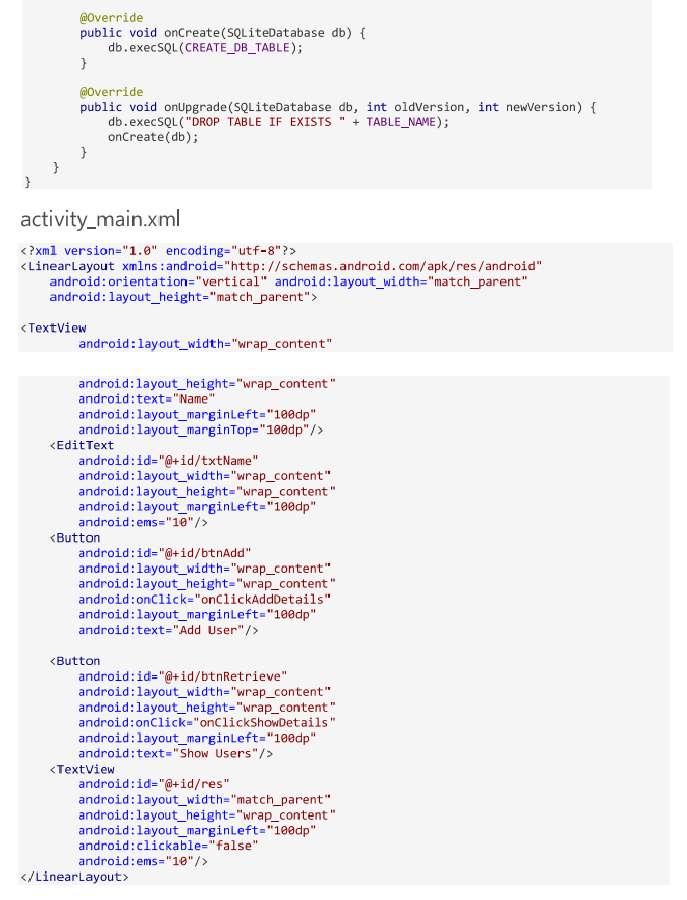 @Override
public void onCreate(SQLiteDatabase db) {
db.execSQL(CREATE_DB_TABLE);
}
@Override
public void onUpgrade(SQLiteDatabase db, int oldVersion, int newVersion) {
db.execSQL("DROP TABLE IF EXISTS " + TABLE_NAME);
onCreate(db);
}
}
}
activity_main.xml
<?xml version="1.0" encoding="utf-8"?>
<LinearLayout xmlns:android="http://schemas.android.com/apk/res/android"
android:orientation="vertical" android:layout_width="match_parent"
android:layout_height="match_parent">
<TextView
android:layout_width="wrap_content"
android:layout_height="wrap_content"
android:text="Name"
android:layout_marginLeft="100dp"
android:layout_marginTop="100dp"/>
<EditText
android:id="@+id/txtName"
android:layout_width="wrap_content"
android:layout_height="wrap_content"
android:layout_marginLeft="100dp"
android:ems="10"/>
<Button
android:id="@+id/btnAdd"
android:layout_width="wrap_content"
android:layout_height="wrap_content"
android:onClick="onClickAddDetails"
android:layout_marginLeft="100dp"
android:text="Add User"/>
<Button
android:id="@+id/btnRetrieve"
android:layout_width="wrap_content"
android:layout_height="wrap_content"
android:onClick="onClickShowDetails"
android:layout_marginLeft="100dp"
android:text="Show Users"/>
<TextView
android:id="@+id/res"
android:layout_width="match_parent"
android:layout_height="wrap_content"
android:layout_marginLeft="100dp"
android:clickable="false"
android:ems="10"/>
</LinearLayout>